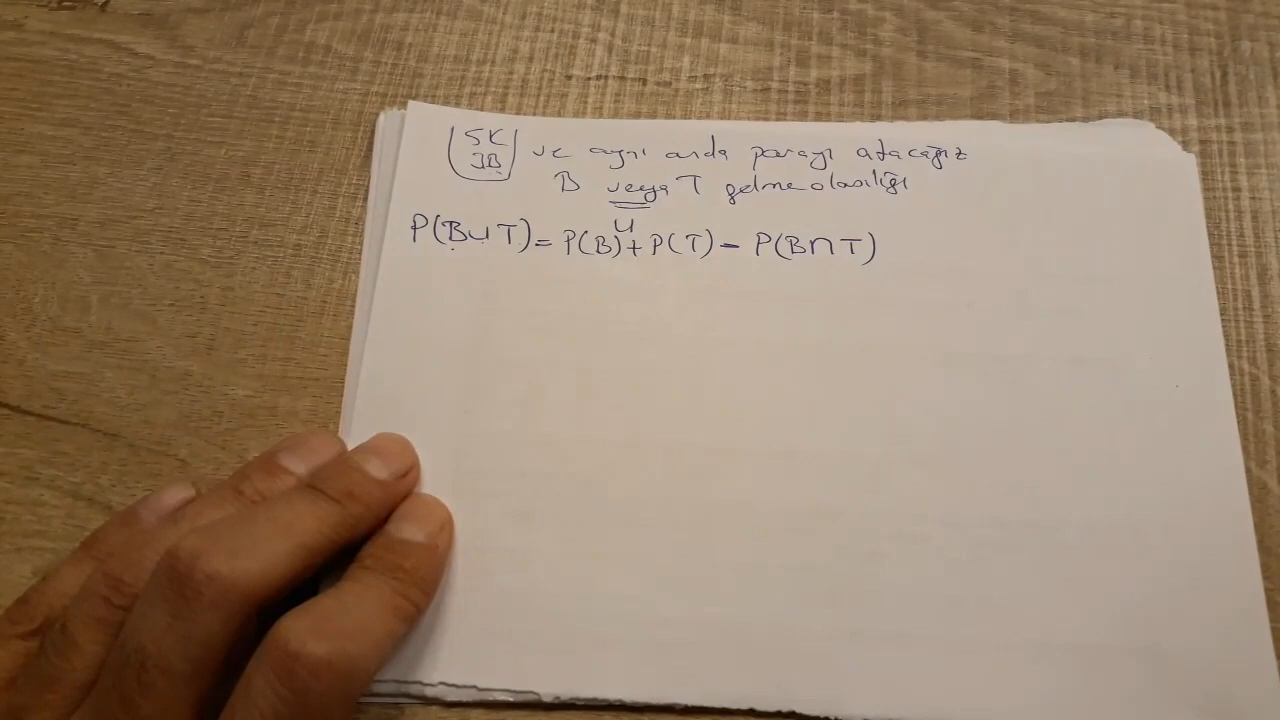 5K
3B ve aynı anda parayı atacağız
B veya T gelme olasılığı
U
P(B∪T) = P(B) + P(T) - P(B∩T)